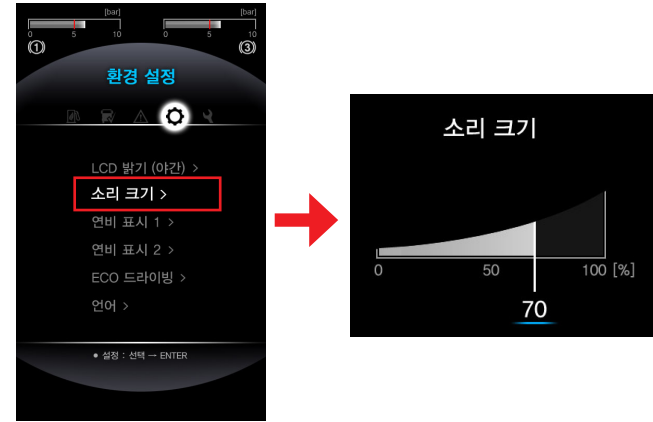 [bar] [bar]
0 5 10 0 5 10
(1) (3)
환경 설정
LCD 밝기 (야간) >
소리 크기 >
연비 표시 1 >
연비 표시 2 >
ECO 드라이빙 >
언어 >
● 설정 : 선택 → ENTER
소리 크기
0 50 100 [%]
70